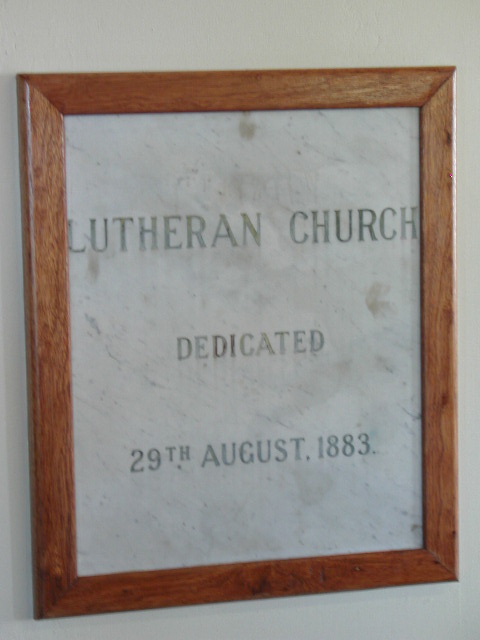 LUTHERAN CHURCH
DEDICATED
29TH AUGUST, 1883.